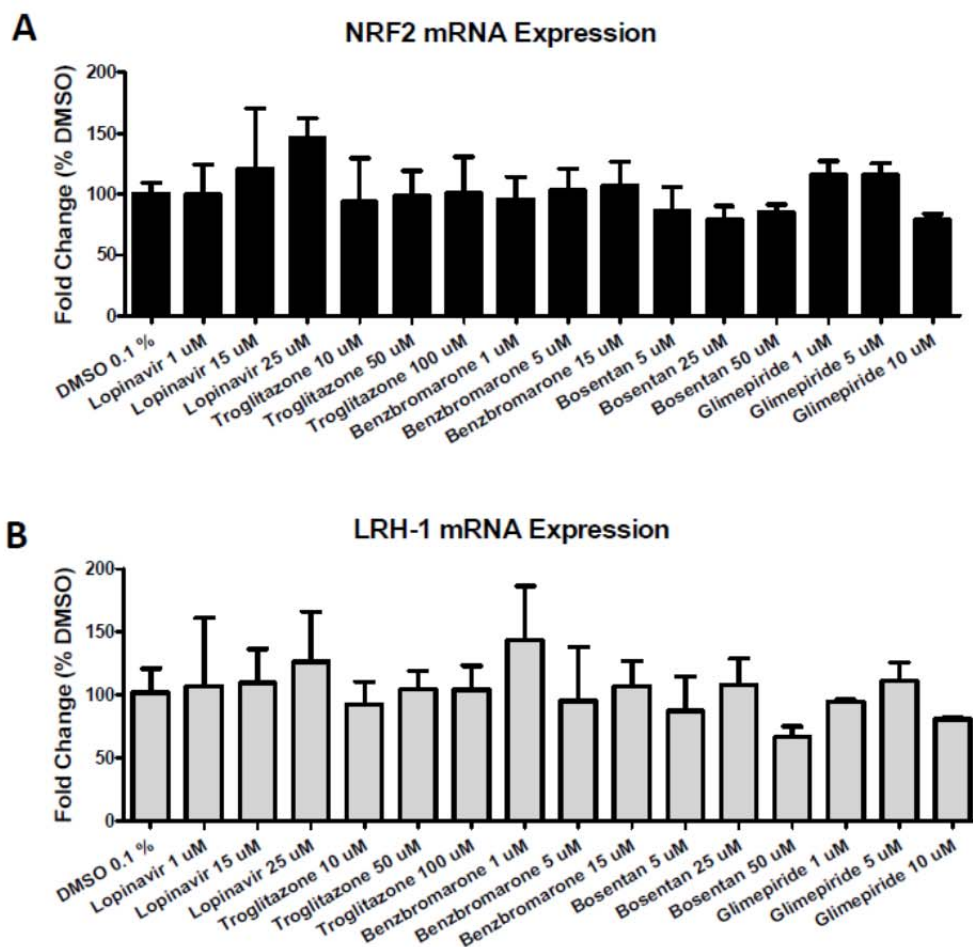 A
NRF2 mRNA Expression
Fold Change (% DMSO)
200
150
100
50
0
DMSO 0.1 %
Lopinavir 1 uM
Lopinavir 15 uM
Lopinavir 25 uM
Troglitazone 10 uM
Troglitazone 50 uM
Troglitazone 100 uM
Benzbromarone 1 uM
Benzbromarone 5 uM
Benzbromarone 15 uM
Bosentan 5 uM
Bosentan 25 uM
Bosentan 50 uM
Glimepiride 1 uM
Glimepiride 5 uM
Glimepiride 10 uM
B
LRH-1 mRNA Expression
Fold Change (% DMSO)
200
150
100
50
0
DMSO 0.1 %
Lopinavir 1 uM
Lopinavir 15 uM
Lopinavir 25 uM
Troglitazone 10 uM
Troglitazone 50 uM
Troglitazone 100 uM
Benzbromarone 1 uM
Benzbromarone 5 uM
Benzbromarone 15 uM
Bosentan 5 uM
Bosentan 25 uM
Bosentan 50 uM
Glimepiride 1 uM
Glimepiride 5 uM
Glimepiride 10 uM